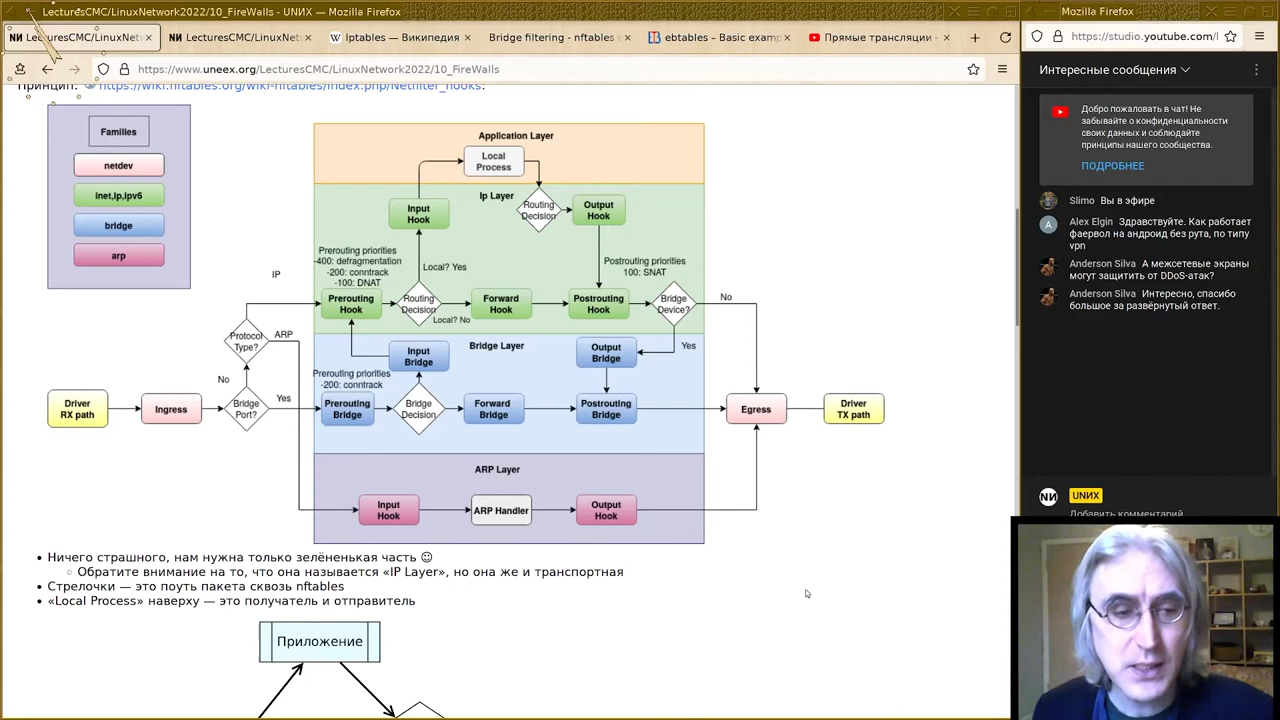 LecturesCMC/LinuxNetwork2022/10_FireWalls - UNИX — Mozilla Firefox
Mozilla Firefox
LecturesCMC/LinuxNetw
LecturesCMC/LinuxNetw
Iptables — Википедия
Bridge filtering - nftables w
ebtables – Basic examp
Прямые трансляции -
https://studio.youtube.com/
https://www.uneex.org/LecturesCMC/LinuxNetwork2022/10_FireWalls
Принцип: https://wiki.nftables.org/wiki-nftables/index.php/Netfilter_hooks:
Families
netdev
inet,ip,ipv6
bridge
arp
Application Layer
Local
Process
Ip Layer
Input
Hook
Routing
Decision
Output
Hook
Prerouting priorities
-400: defragmentation
-200: conntrack
-100: DNAT
Local? Yes
Postrouting priorities
100: SNAT
IP
Prerouting
Hook
Routing
Decision
Local? No
Forward
Hook
Postrouting
Hook
Bridge
Device?
No
Yes
Protocol
Type?
ARP
No
Input
Bridge
Bridge Layer
Output
Bridge
Prerouting priorities
-200: conntrack
Driver
RX path
Ingress
Bridge
Port?
Yes
Prerouting
Bridge
Bridge
Decision
Forward
Bridge
Postrouting
Bridge
Egress
Driver
TX path
ARP Layer
Input
Hook
ARP Handler
Output
Hook
• Ничего страшного, нам нужна только зелёненькая часть ☺
◦ Обратите внимание на то, что она называется «IP Layer», но она же и транспортная
• Стрелочки — это поуть пакета сквозь nftables
• «Local Process» наверху — это получатель и отправитель
Приложение
Интересные сообщения
Добро пожаловать в чат! Не
забывайте о конфиденциальности
своих данных и соблюдайте
принципы нашего сообщества.
ПОДРОБНЕЕ
Slimo Вы в эфире
A
Alex Elgin Здравствуйте. Как работает
фаервол на андроид без рута, по типу
vpn
Anderson Silva А межсетевые экраны
могут защитить от DDoS-атак?
Anderson Silva Интересно, спасибо
большое за развёрнутый ответ.
NИ
UNИX
Добавить комментарий